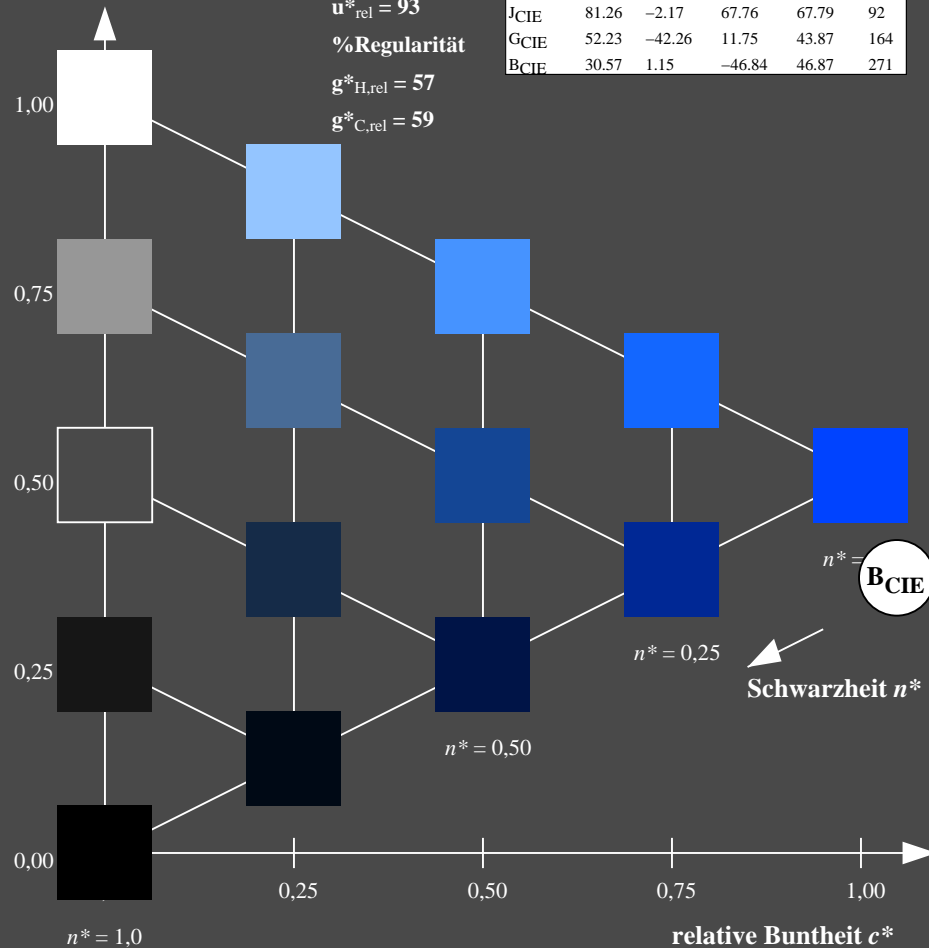 u*rel = 93
%Regularität
g*H,rel = 57
g*C,rel = 59
JCIE 81.26 −2.17 67.76 67.79 92
GCIE 52.23 −42.26 11.75 43.87 164
BCIE 30.57 1.15 −46.84 46.87 271
1,00
0,75
0,50
n* =
BCIE
0,25
n* = 0,25
Schwarzheit n*
n* = 0,50
0,00
0,25 0,50 0,75 1,00
n* = 1,0
relative Buntheit c*